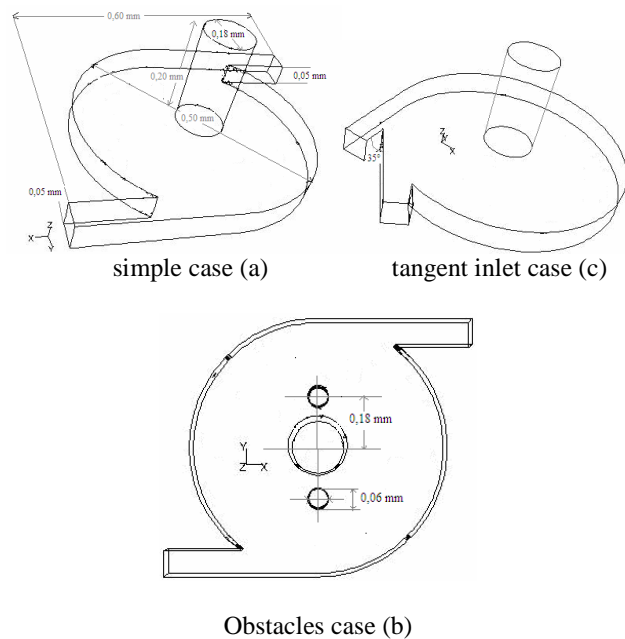 0,60 mm
0,18 mm
0,20 mm
0,05 mm
0,50 mm
0,05 mm
X
Z
Y
simple case (a)
35°
Z
Y
X
tangent inlet case (c)
0,18 mm
Y
Z
X
0,06 mm
Obstacles case (b)